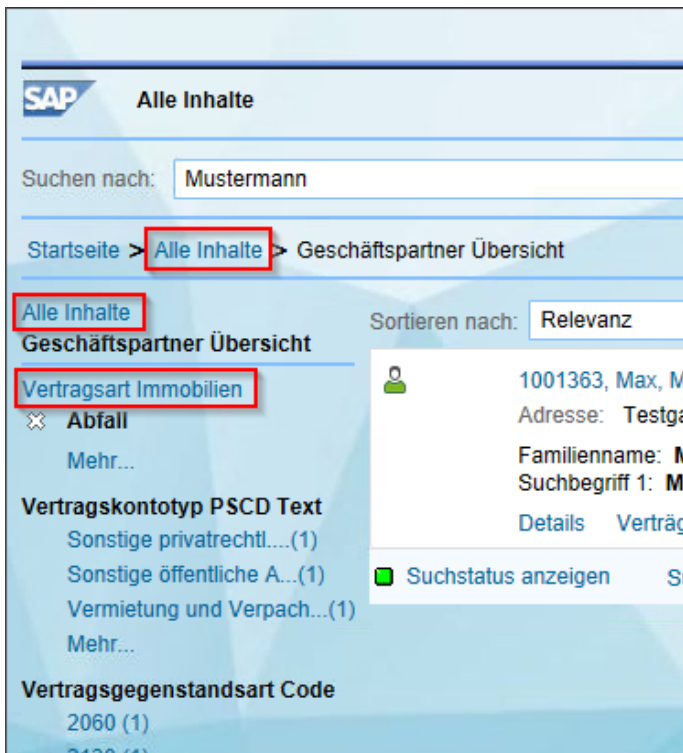 SAP Alle Inhalte
Suchen nach: Mustermann
Startseite > Alle Inhalte > Geschäftspartner Übersicht
Alle Inhalte
Geschäftspartner Übersicht
Vertragsart Immobilien
Abfall
Mehr...
Vertragskontotyp PSCD Text
Sonstige privatrechtl....(1)
Sonstige öffentliche A...(1)
Vermietung und Verpach...(1)
Mehr...
Vertragsgegenstandsart Code
2060 (1)
Sortieren nach: Relevanz
1001363, Max, M
Adresse: Testga
Familienname: M
Suchbegriff 1: M
Details Verträg
Suchstatus anzeigen